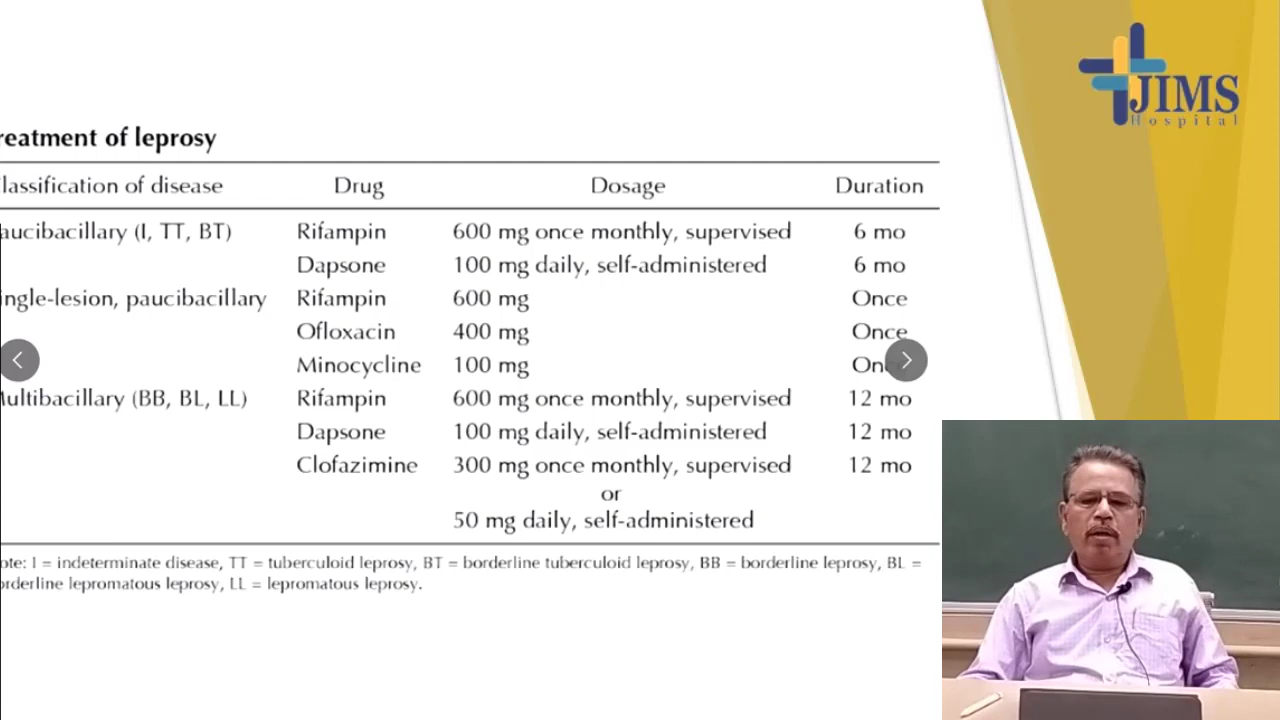 JIMS
Hospital
reatment of leprosy
lassification of disease Drug Dosage Duration
aucibacillary (I, TT, BT) Rifampin 600 mg once monthly, supervised 6 mo
Dapsone 100 mg daily, self-administered 6 mo
ingle-lesion, paucibacillary Rifampin 600 mg Once
Ofloxacin 400 mg Once
Minocycline 100 mg On
ultibacillary (BB, BL, LL) Rifampin 600 mg once monthly, supervised 12 mo
Dapsone 100 mg daily, self-administered 12 mo
Clofazimine 300 mg once monthly, supervised 12 mo
or
50 mg daily, self-administered
ote: I = indeterminate disease, TT = tuberculoid leprosy, BT = borderline tuberculoid leprosy, BB = borderline leprosy, BL =
orderline lepromatous leprosy, LL = lepromatous leprosy.